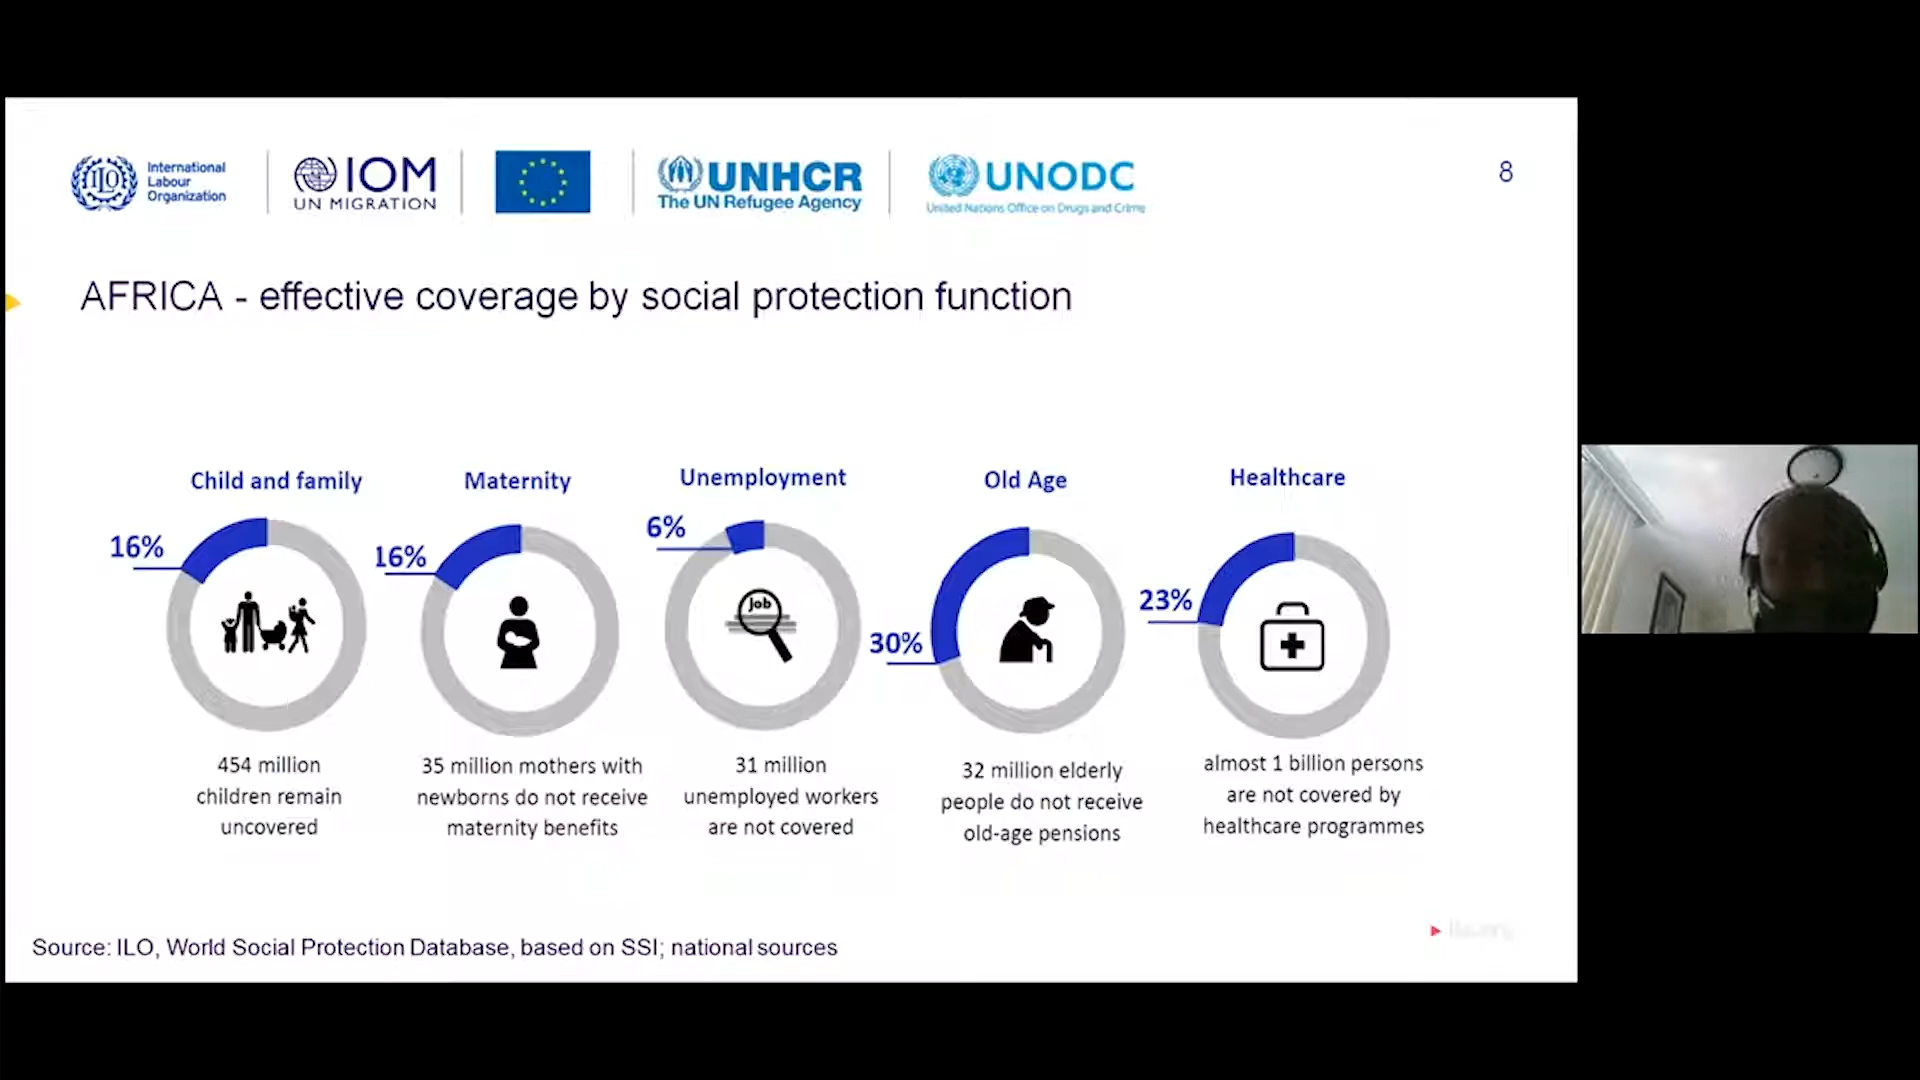 International
Labour
Organization
ILO
IOM
UN MIGRATION
UNHCR
The UN Refugee Agency
UNODC
United Nations Office on Drugs and Crime
8
AFRICA - effective coverage by social protection function
Child and family
Maternity
Unemployment
Old Age
Healthcare
16%
16%
6%
30%
23%
job
454 million
children remain
uncovered
35 million mothers with
newborns do not receive
maternity benefits
31 million
unemployed workers
are not covered
32 million elderly
people do not receive
old-age pensions
almost 1 billion persons
are not covered by
healthcare programmes
Source: ILO, World Social Protection Database, based on SSI; national sources